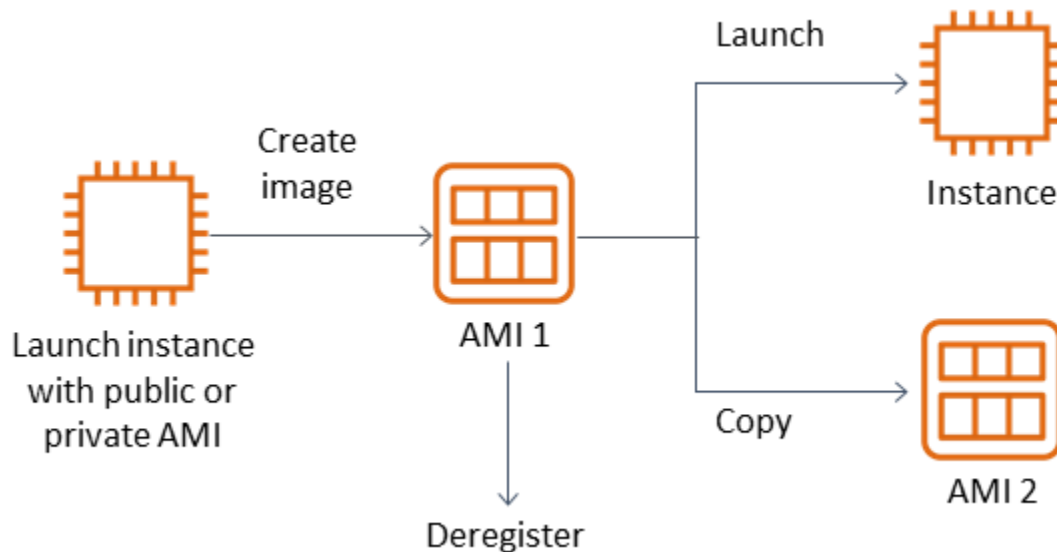 Launch
Create
image
Instance
AMI 1
Launch instance
with public or
private AMI
Copy
AMI 2
Deregister